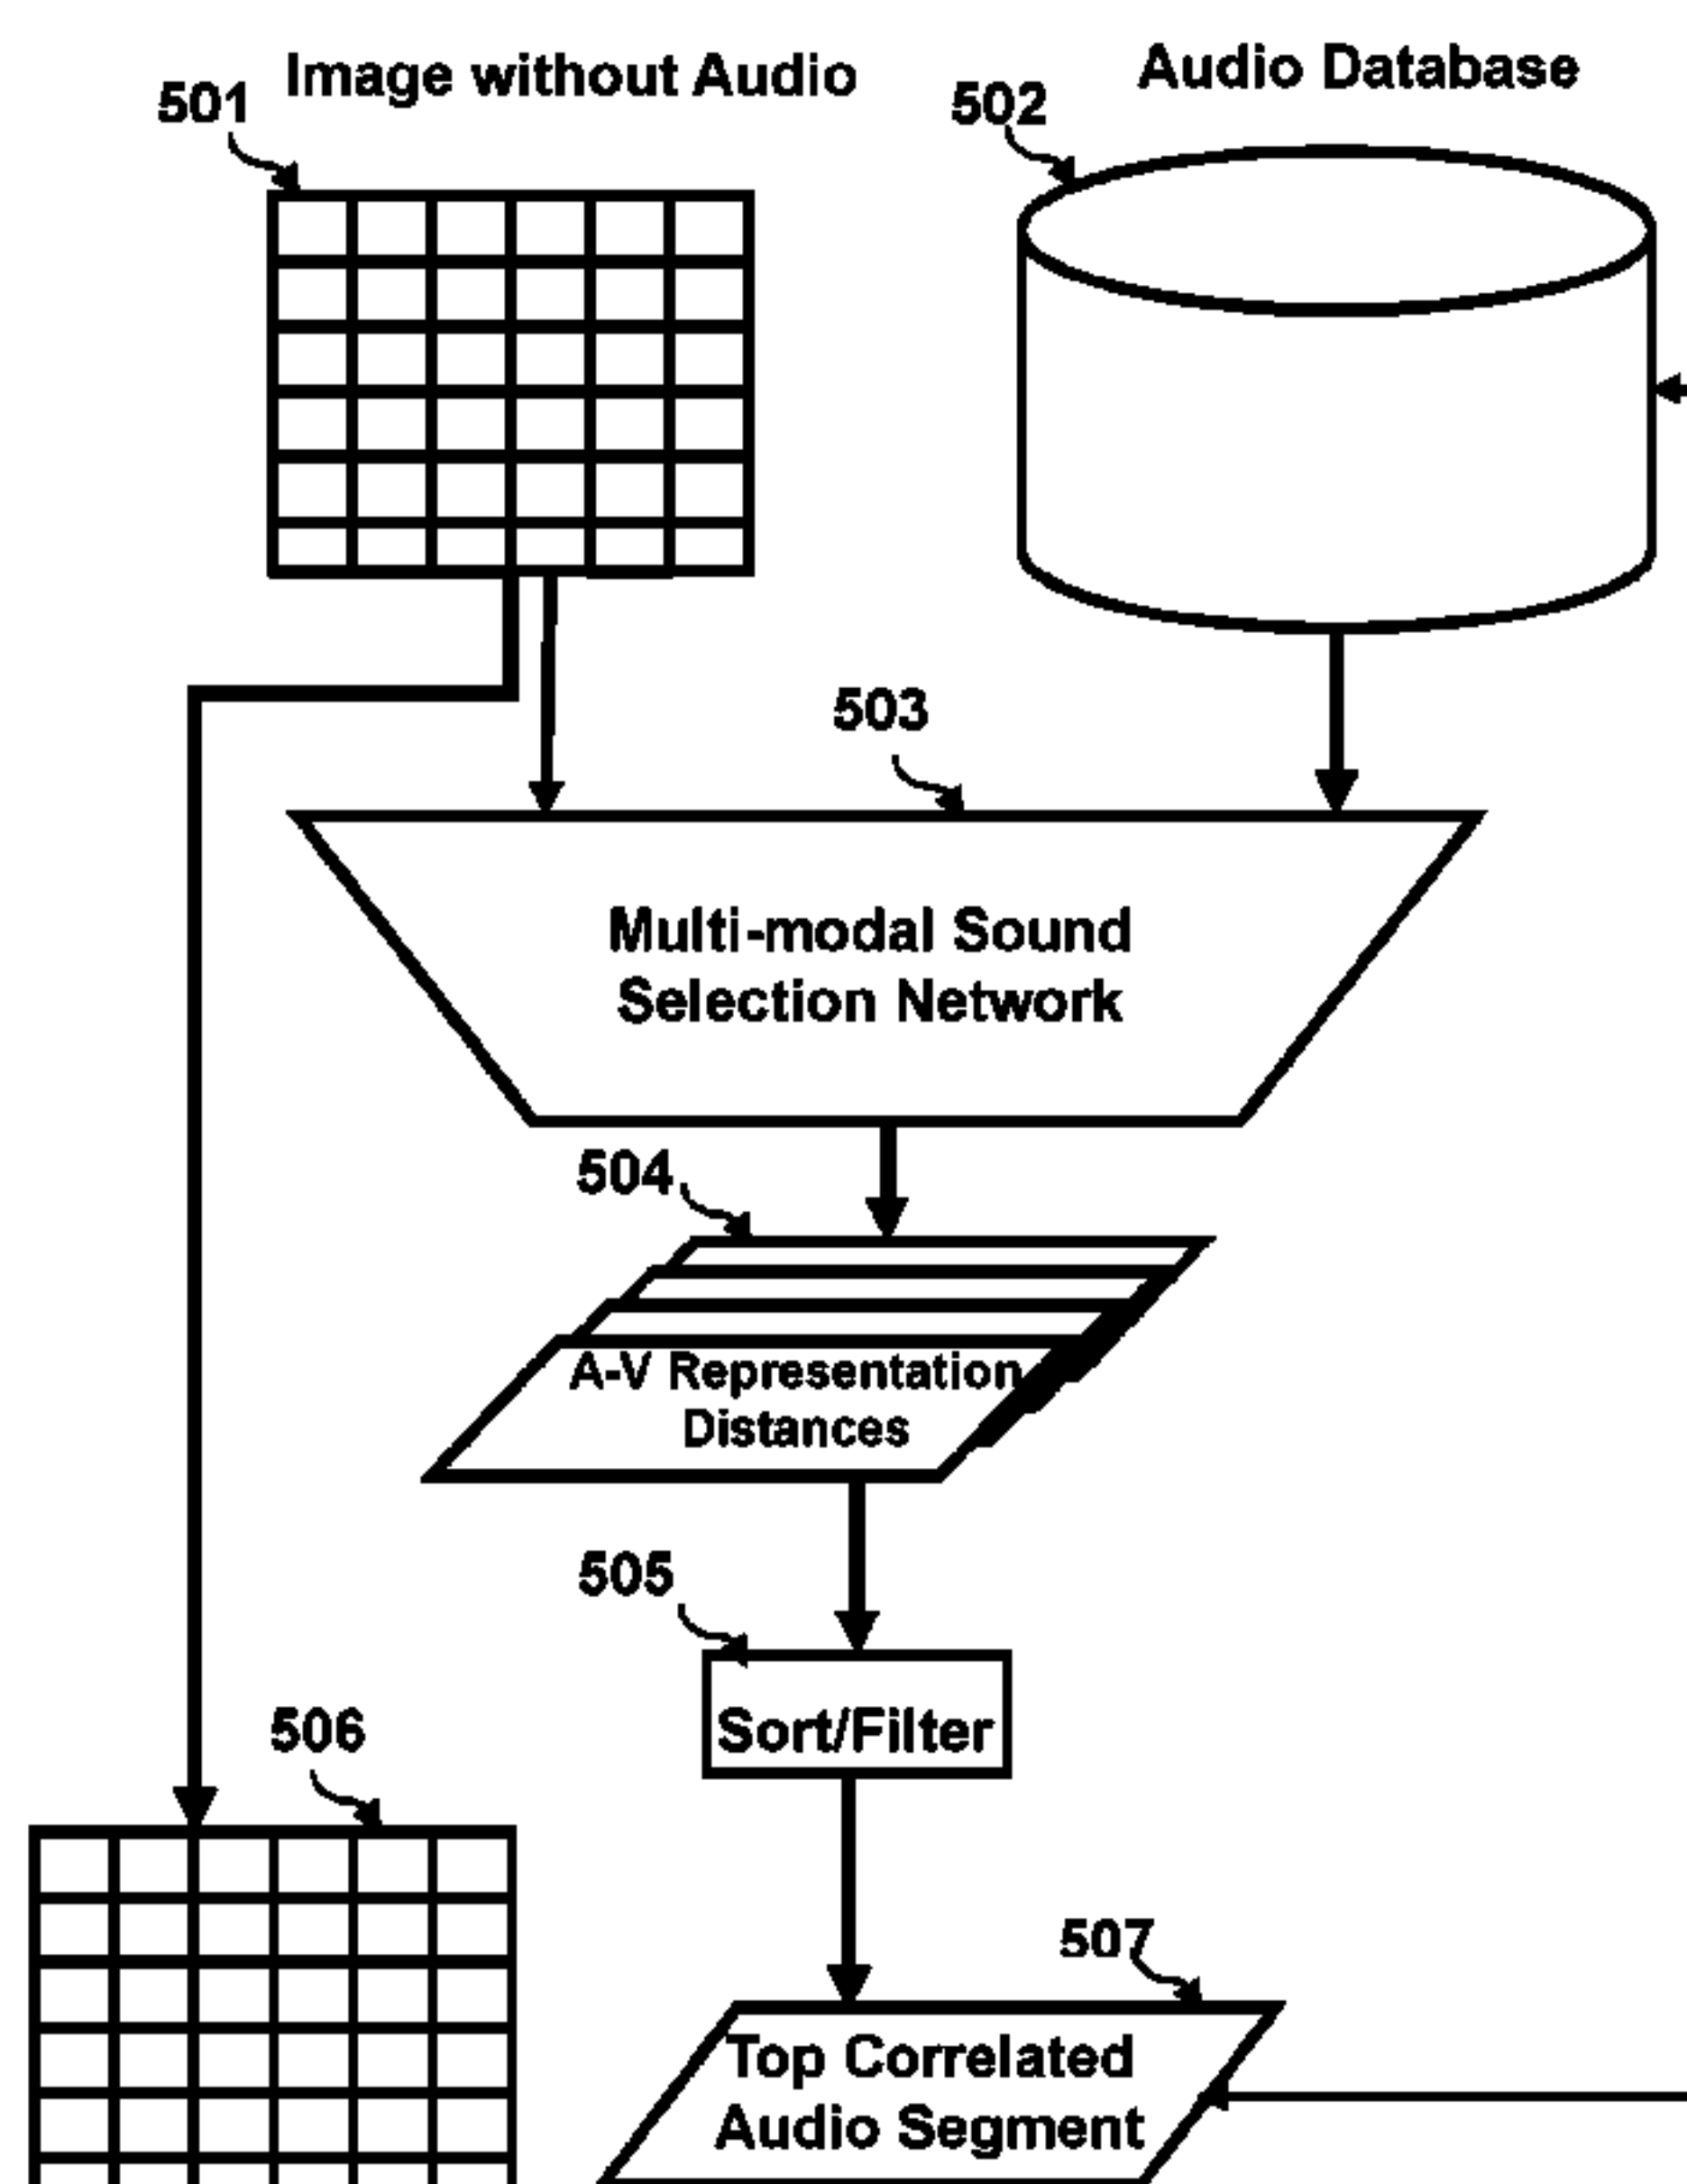 Image without Audio
501
Audio Database
502
503
Multi-modal Sound
Selection Network
504
A-V Representation
Distances
505
Sort/Filter
506
507
Top Correlated
Audio Segment